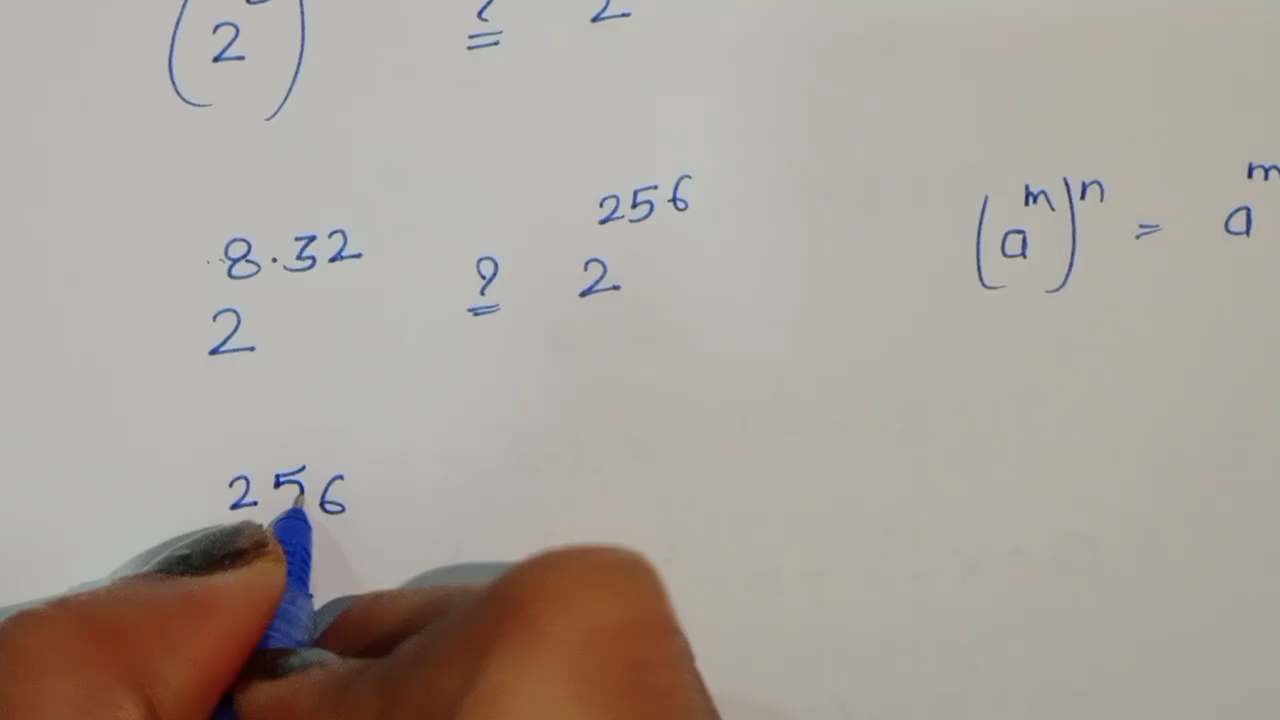 (2) ≟ 2
2^8.32 ≟ 2^256
(a^m)^n = a^m
256